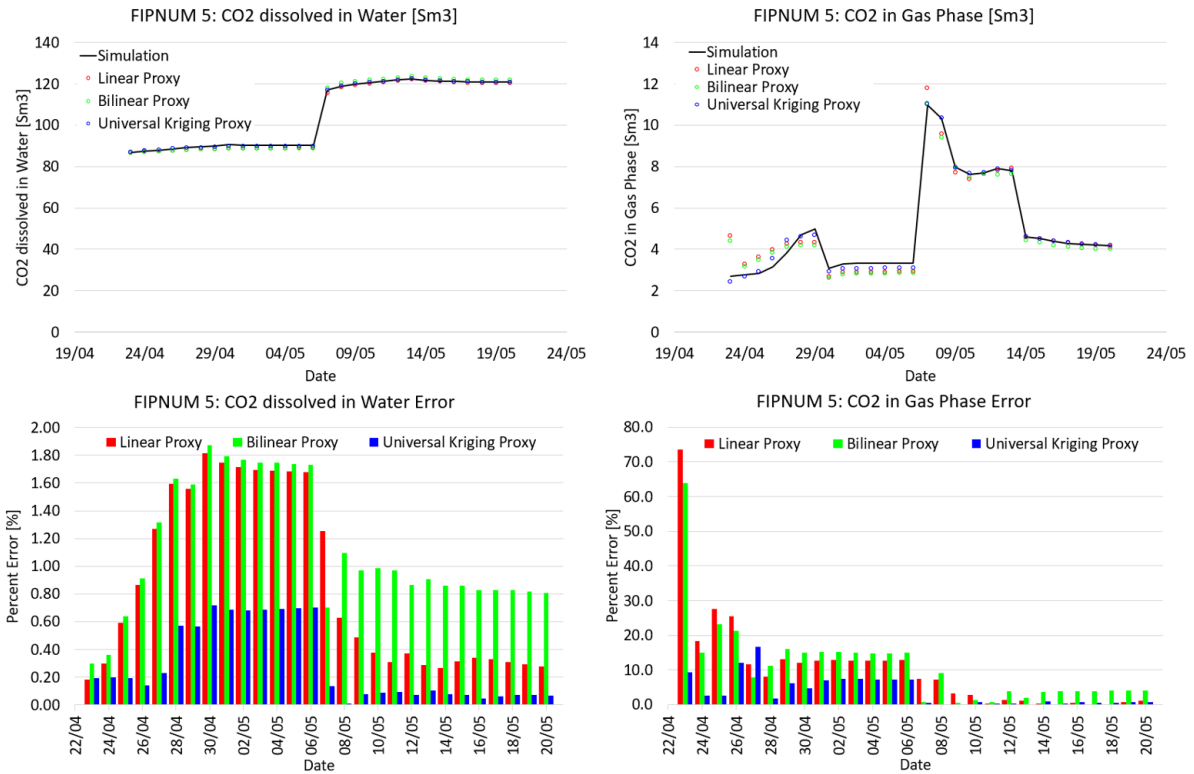 FIPNUM 5: CO2 dissolved in Water [Sm3]
140
120
100
80
60
40
20
0
CO2 dissolved in Water [Sm3]
Simulation
Linear Proxy
Bilinear Proxy
Universal Kriging Proxy
19/04 24/04 29/04 04/05 09/05 14/05 19/05 24/05
Date
FIPNUM 5: CO2 in Gas Phase [Sm3]
14
12
10
8
6
4
2
0
CO2 in Gas Phase [Sm3]
Simulation
Linear Proxy
Bilinear Proxy
Universal Kriging Proxy
19/04 24/04 29/04 04/05 09/05 14/05 19/05 24/05
Date
FIPNUM 5: CO2 dissolved in Water Error
2.00
1.80
1.60
1.40
1.20
1.00
0.80
0.60
0.40
0.20
0.00
Percent Error [%]
Linear Proxy Bilinear Proxy Universal Kriging Proxy
22/04 24/04 26/04 28/04 30/04 02/05 04/05 06/05 08/05 10/05 12/05 14/05 16/05 18/05 20/05
Date
FIPNUM 5: CO2 in Gas Phase Error
80.0
70.0
60.0
50.0
40.0
30.0
20.0
10.0
0.0
Percent Error [%]
Linear Proxy Bilinear Proxy Universal Kriging Proxy
22/04 24/04 26/04 28/04 30/04 02/05 04/05 06/05 08/05 10/05 12/05 14/05 16/05 18/05 20/05
Date